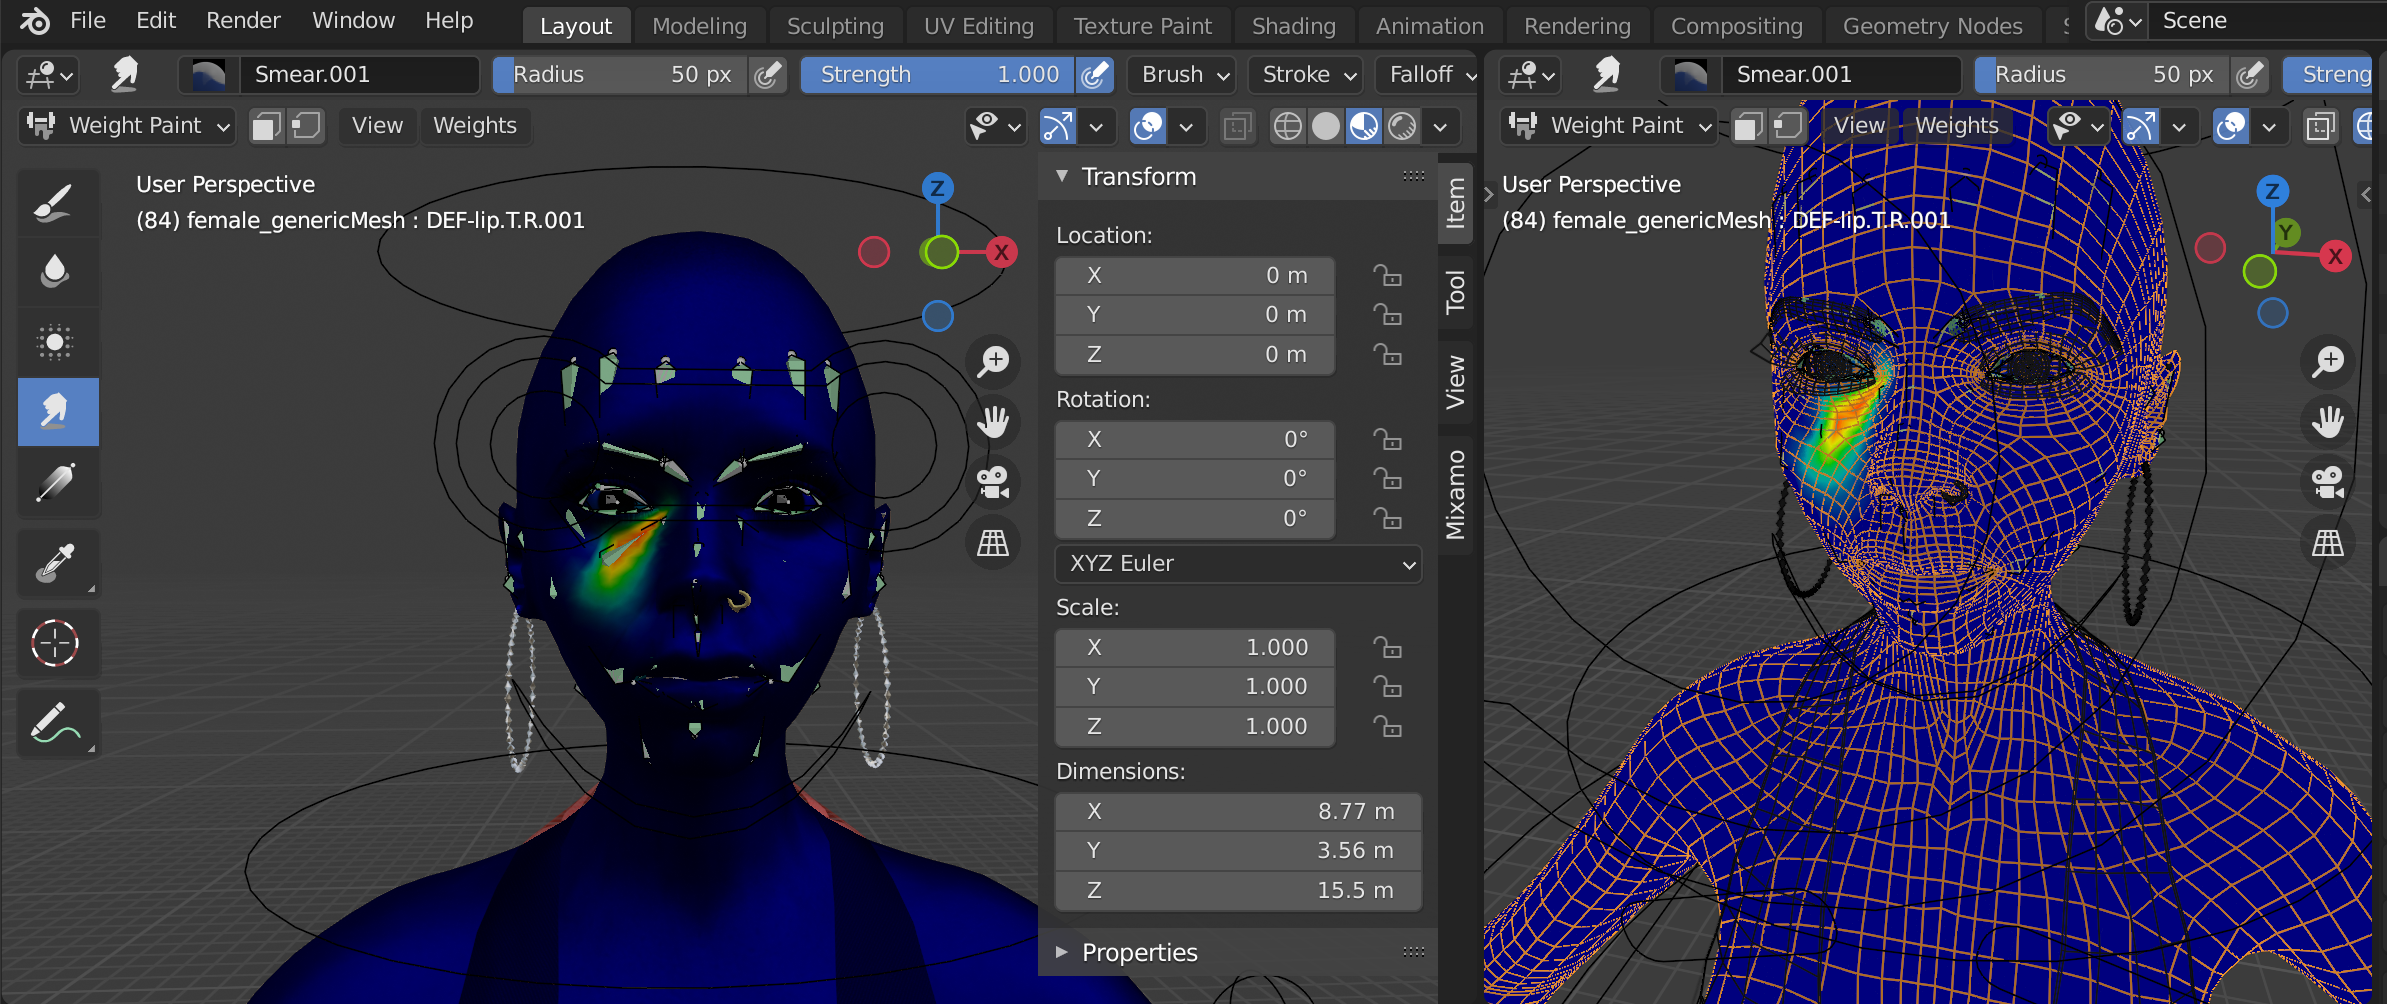 File Edit Render Window Help Layout Modeling Sculpting UV Editing Texture Paint Shading Animation Rendering Compositing Geometry Nodes Scene
Smear.001 Radius 50 px Strength 1.000 Brush Stroke Falloff
Weight Paint View Weights
User Perspective
(84) female_genericMesh : DEF-lip.T.R.001
Z
X
Transform
Location:
X 0 m
Y 0 m
Z 0 m
Rotation:
X 0°
Y 0°
Z 0°
XYZ Euler
Scale:
X 1.000
Y 1.000
Z 1.000
Dimensions:
X 8.77 m
Y 3.56 m
Z 15.5 m
Properties
Item
Tool
View
Mixamo
Smear.001 Radius 50 px Streng
Weight Paint View Weights
User Perspective
(84) female_genericMesh : DEF-lip.T.R.001
Z
Y
X